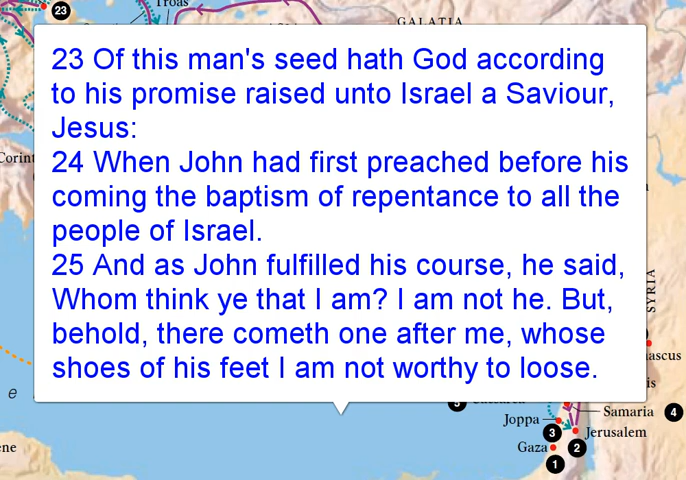 23
Troas
GALATIA
23 Of this man's seed hath God according
to his promise raised unto Israel a Saviour,
Jesus:
24 When John had first preached before his
coming the baptism of repentance to all the
people of Israel.
25 And as John fulfilled his course, he said,
Whom think ye that I am? I am not he. But,
behold, there cometh one after me, whose
shoes of his feet I am not worthy to loose.
Corint
SYRIA
ascus
is
e
5
Samaria 4
Joppa
3 Jerusalem
ne
Gaza 2
1